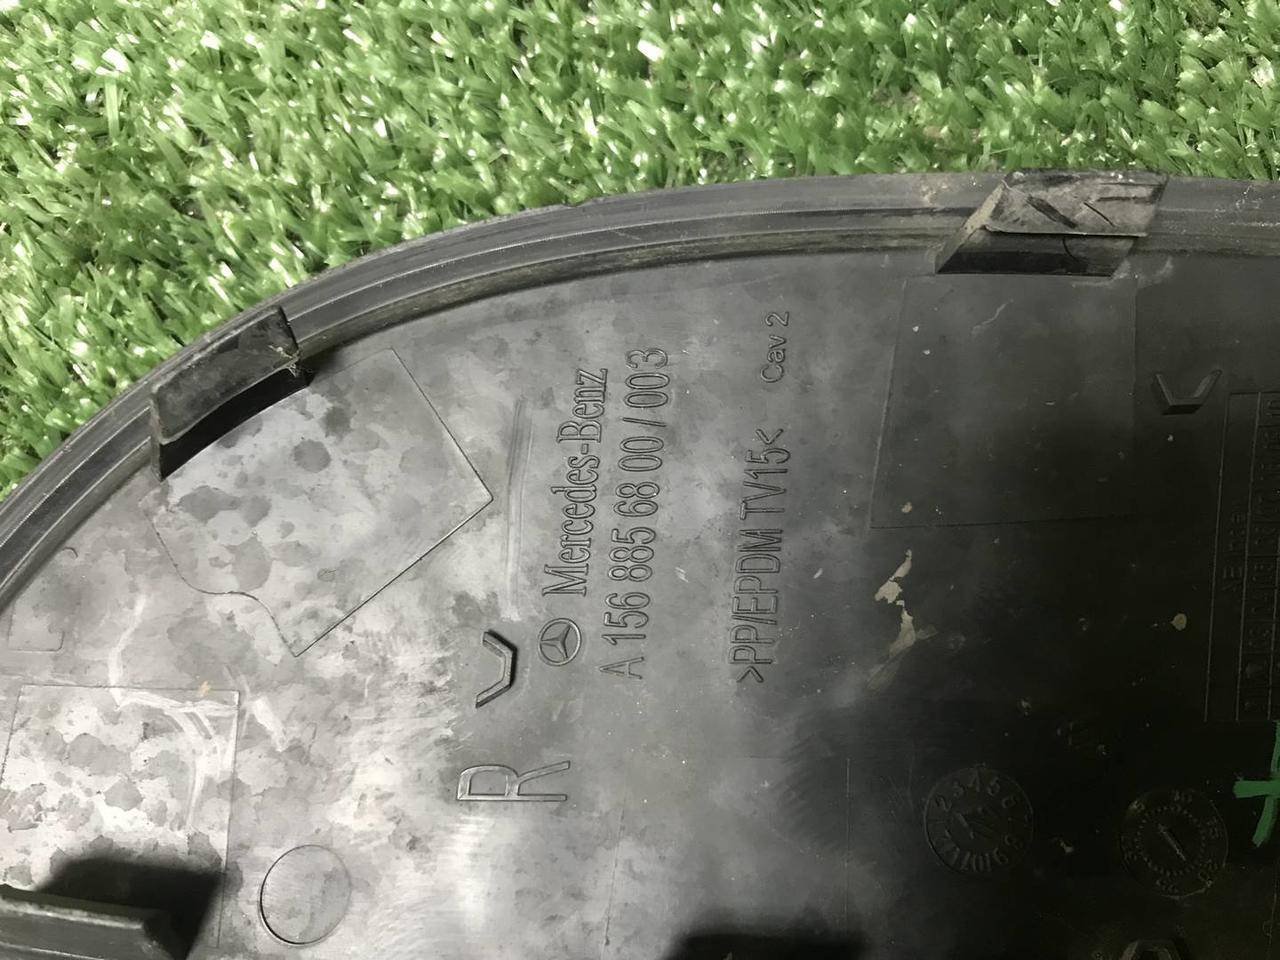 Mercedes-Benz
A 156 885 68 00 / 003
>PP/EPDM TV15<
Cav 2
R